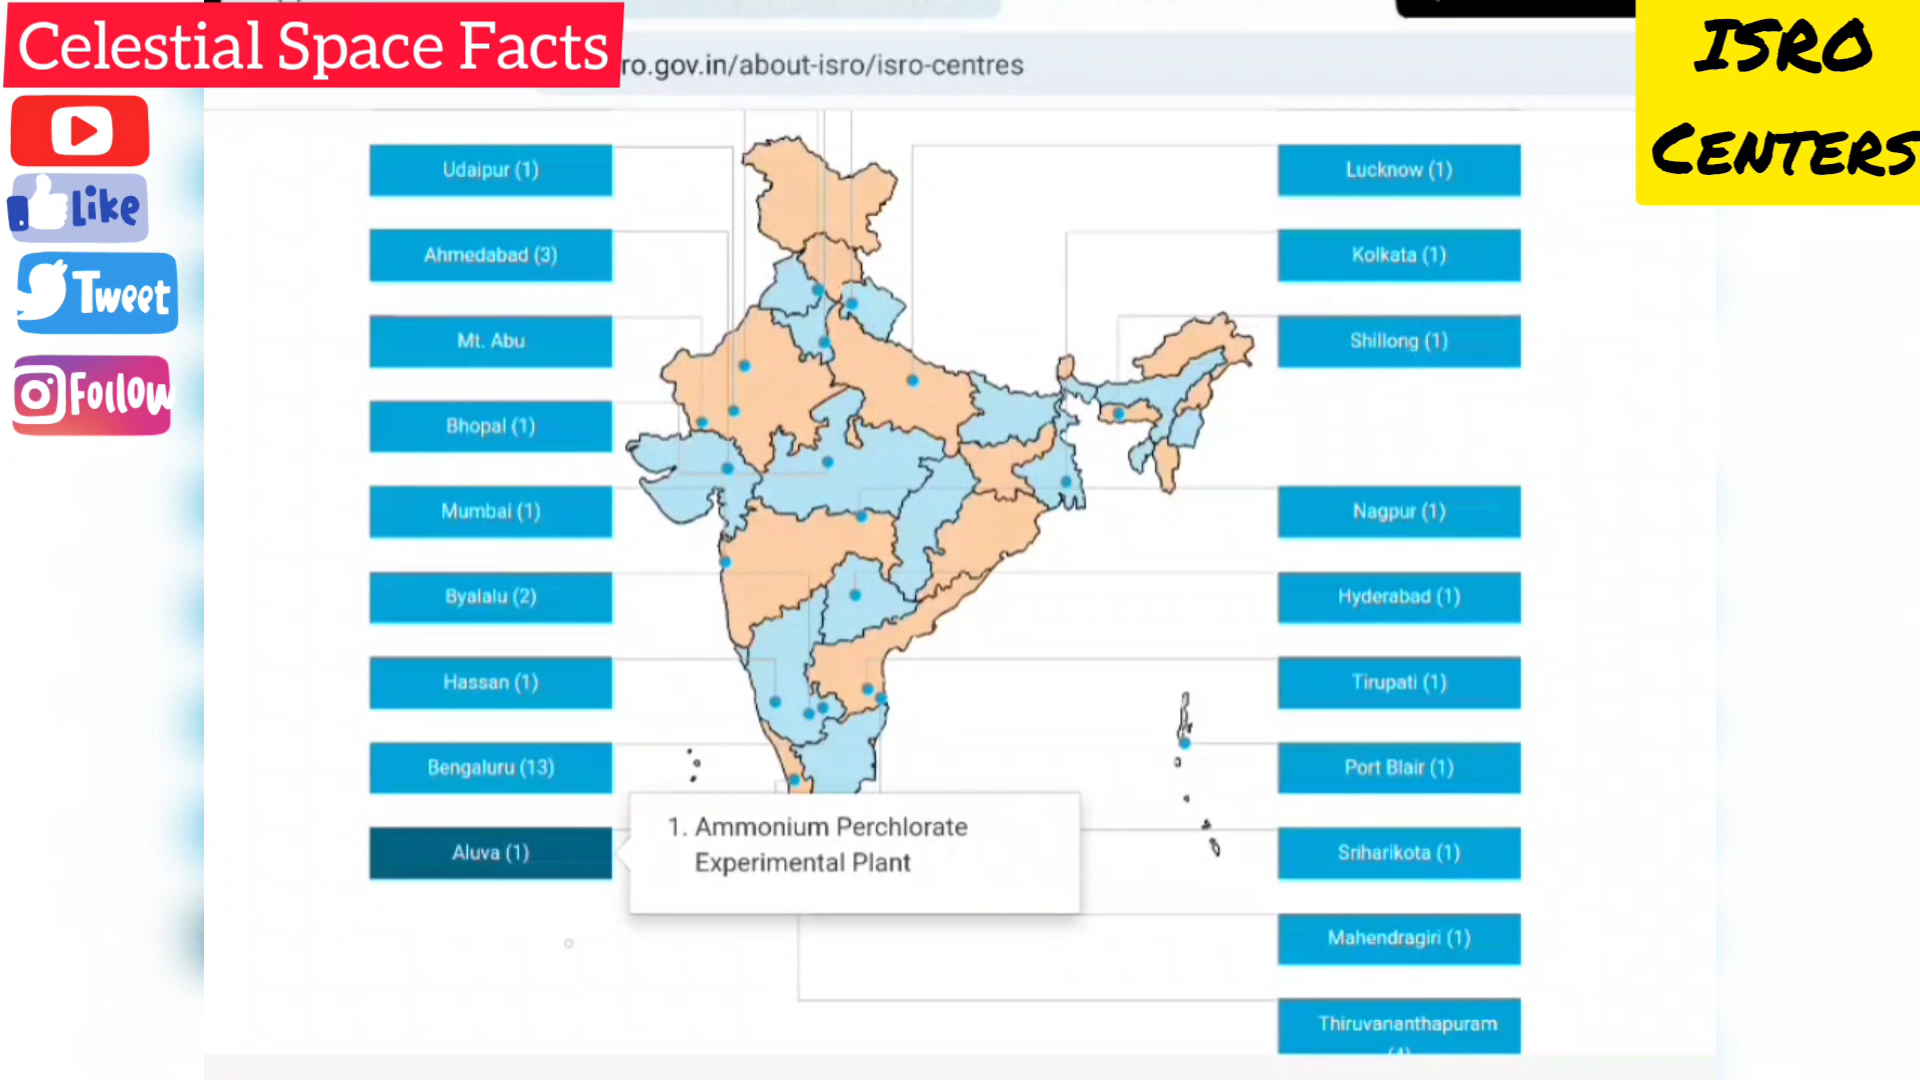 Celestial Space Facts
ro.gov.in/about-isro/isro-centres
ISRO
CENTERS
Like
Tweet
Follow
Udaipur (1)
Ahmedabad (3)
Mt. Abu
Bhopal (1)
Mumbai (1)
Byalalu (2)
Hassan (1)
Bengaluru (13)
Aluva (1)
1. Ammonium Perchlorate
Experimental Plant
Lucknow (1)
Kolkata (1)
Shillong (1)
Nagpur (1)
Hyderabad (1)
Tirupati (1)
Port Blair (1)
Sriharikota (1)
Mahendragiri (1)
Thiruvananthapuram